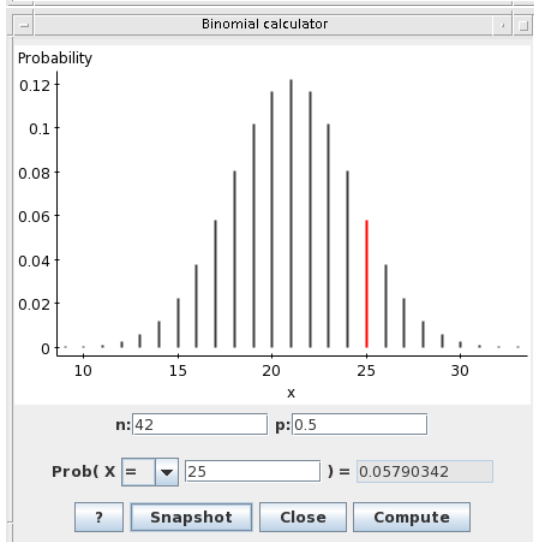 Binomial calculator
Probability
0.12
0.1
0.08
0.06
0.04
0.02
0
10 15 20 25 30
x
n: 42 p: 0.5
Prob( X = 25 ) = 0.05790342
? Snapshot Close Compute